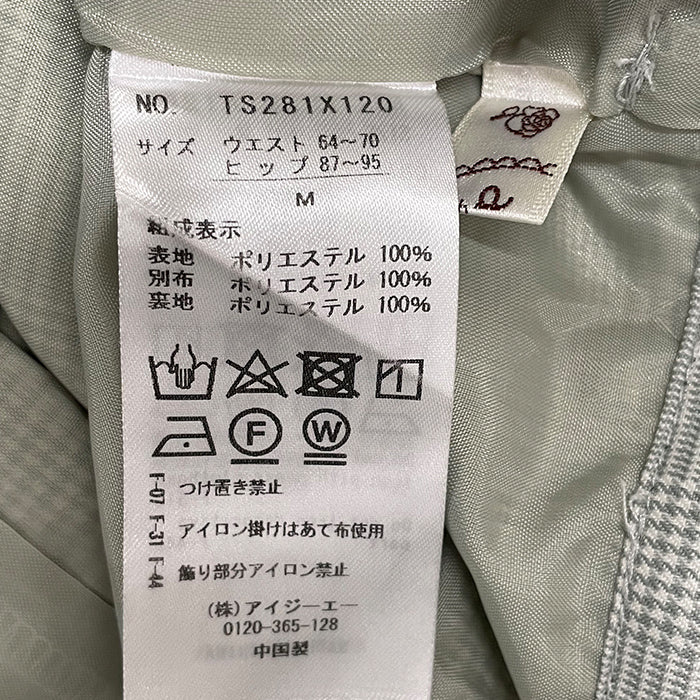 NO. TS281X120
サイズ ウエスト 64～70
ヒップ 87～95
M
組成表示
表地 ポリエステル 100%
別布 ポリエステル 100%
裏地 ポリエステル 100%
F
W
F-07 つけ置き禁止
F-31 アイロン掛けはあて布使用
F-44 飾り部分アイロン禁止
(株)アイジーエー
0120-365-128
中国製